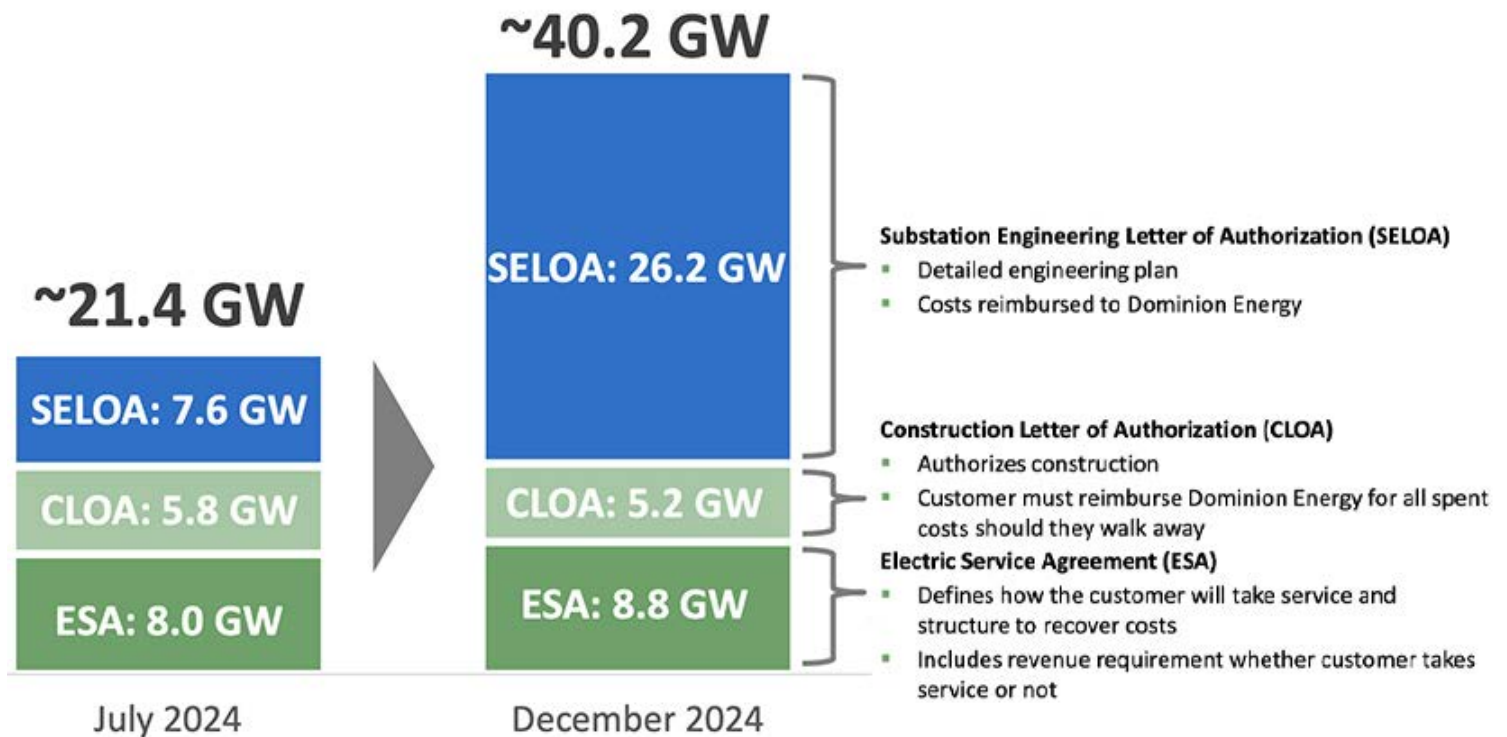 ~21.4 GW
SELOA: 7.6 GW
CLOA: 5.8 GW
ESA: 8.0 GW
July 2024
~40.2 GW
SELOA: 26.2 GW
CLOA: 5.2 GW
ESA: 8.8 GW
December 2024
Substation Engineering Letter of Authorization (SELOA)
▪ Detailed engineering plan
▪ Costs reimbursed to Dominion Energy
Construction Letter of Authorization (CLOA)
▪ Authorizes construction
▪ Customer must reimburse Dominion Energy for all spent
costs should they walk away
Electric Service Agreement (ESA)
▪ Defines how the customer will take service and
structure to recover costs
▪ Includes revenue requirement whether customer takes
service or not